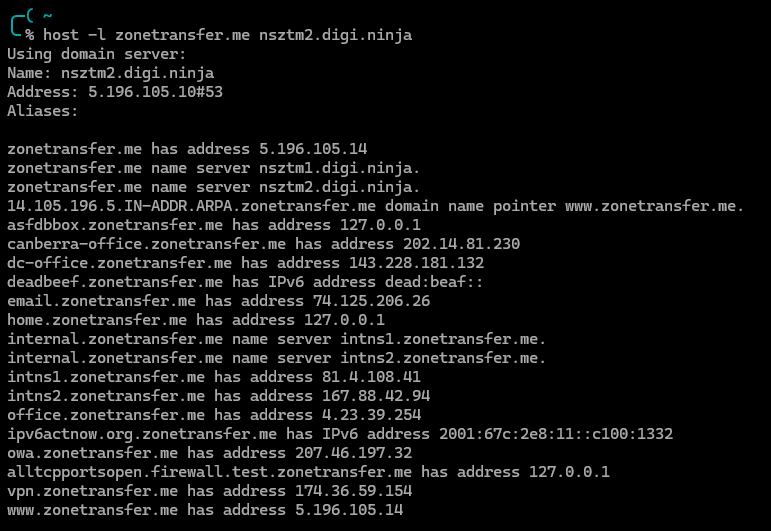 ~
% host -l zonetransfer.me nsztm2.digi.ninja
Using domain server:
Name: nsztm2.digi.ninja
Address: 5.196.105.10#53
Aliases:

zonetransfer.me has address 5.196.105.14
zonetransfer.me name server nsztm1.digi.ninja.
zonetransfer.me name server nsztm2.digi.ninja.
14.105.196.5.IN-ADDR.ARPA.zonetransfer.me domain name pointer www.zonetransfer.me.
asfdbbox.zonetransfer.me has address 127.0.0.1
canberra-office.zonetransfer.me has address 202.14.81.230
dc-office.zonetransfer.me has address 143.228.181.132
deadbeef.zonetransfer.me has IPv6 address dead:beaf::
email.zonetransfer.me has address 74.125.206.26
home.zonetransfer.me has address 127.0.0.1
internal.zonetransfer.me name server intns1.zonetransfer.me.
internal.zonetransfer.me name server intns2.zonetransfer.me.
intns1.zonetransfer.me has address 81.4.108.41
intns2.zonetransfer.me has address 167.88.42.94
office.zonetransfer.me has address 4.23.39.254
ipv6actnow.org.zonetransfer.me has IPv6 address 2001:67c:2e8:11::c100:1332
owa.zonetransfer.me has address 207.46.197.32
alltcpportsopen.firewall.test.zonetransfer.me has address 127.0.0.1
vpn.zonetransfer.me has address 174.36.59.154
www.zonetransfer.me has address 5.196.105.14